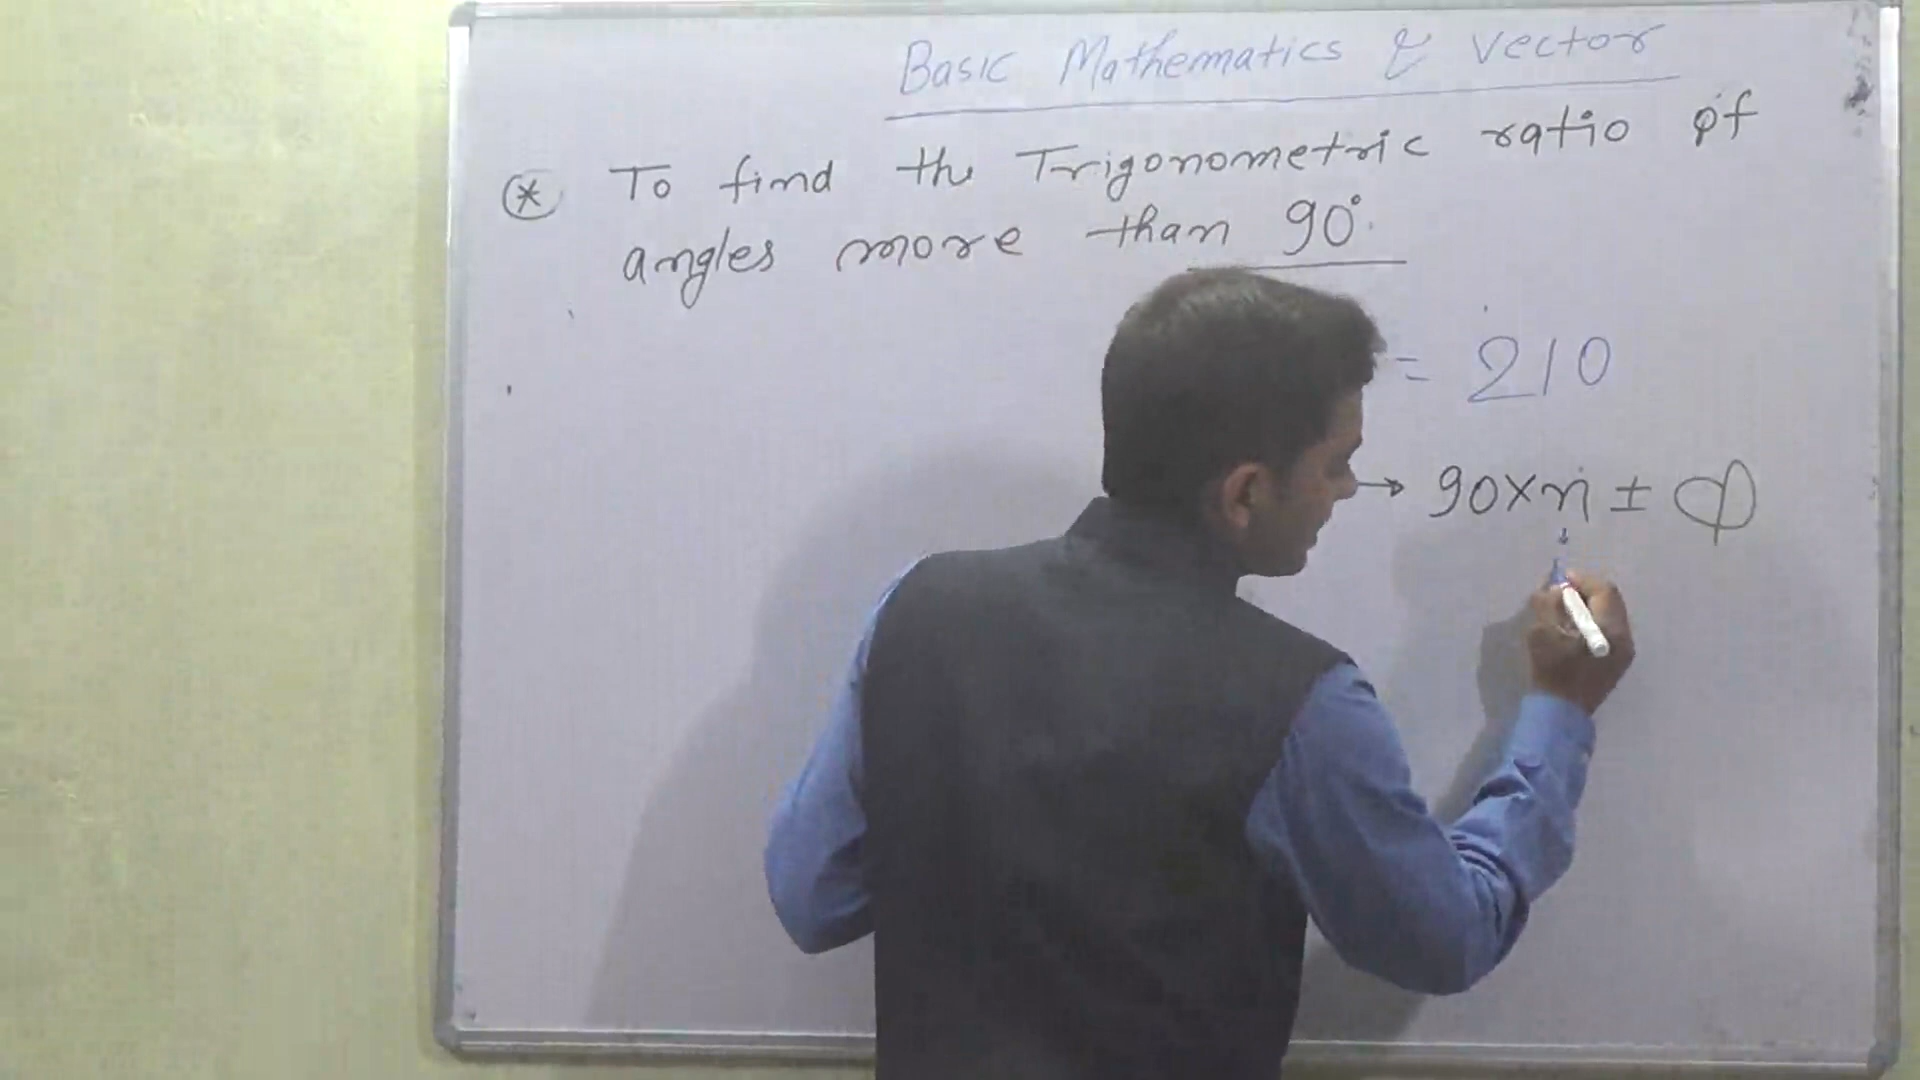 Basic Mathematics & Vector
* To find the Trigonometric ratio of
angles more than 90°.
= 210
→ 90×n ± φ
↓